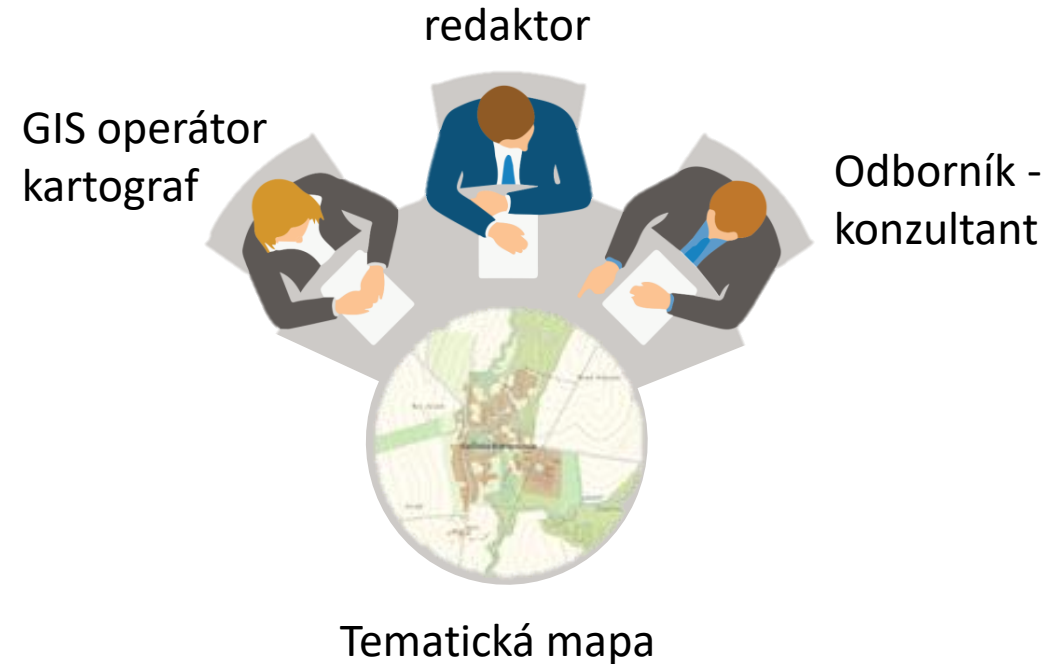 redaktor
GIS operátor
kartograf
Odborník -
konzultant
Tematická mapa